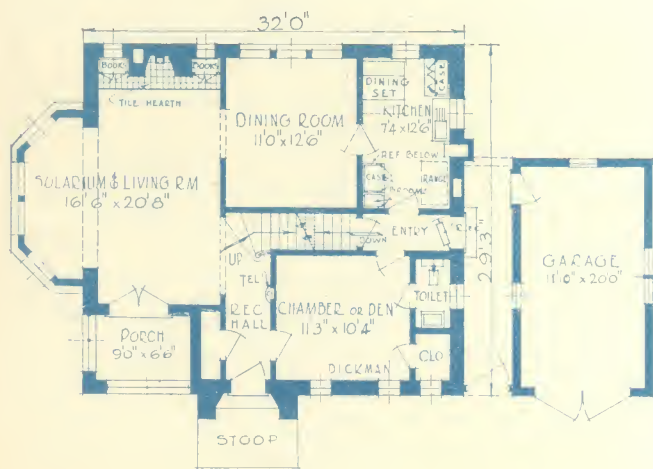 32'0"
BOOKS
BOOKS
TILE HEARTH
DINING ROOM
11'0" x 12'6"
DINING
SET
CASE
KITCHEN
7'4 x 12'6"
REF BELOW
CASE
BROOMS
RANGE
SOLARIUM & LIVING RM
16'6" x 20'8"
UP
TEL
DOWN
ENTRY
29'3"
GARAGE
11'0" x 20'0"
REC
HALL
CHAMBER OR DEN
11'3" x 10'4"
TOILET
PORCH
9'0" x 6'6"
CLO
DICKMAN
STOOP